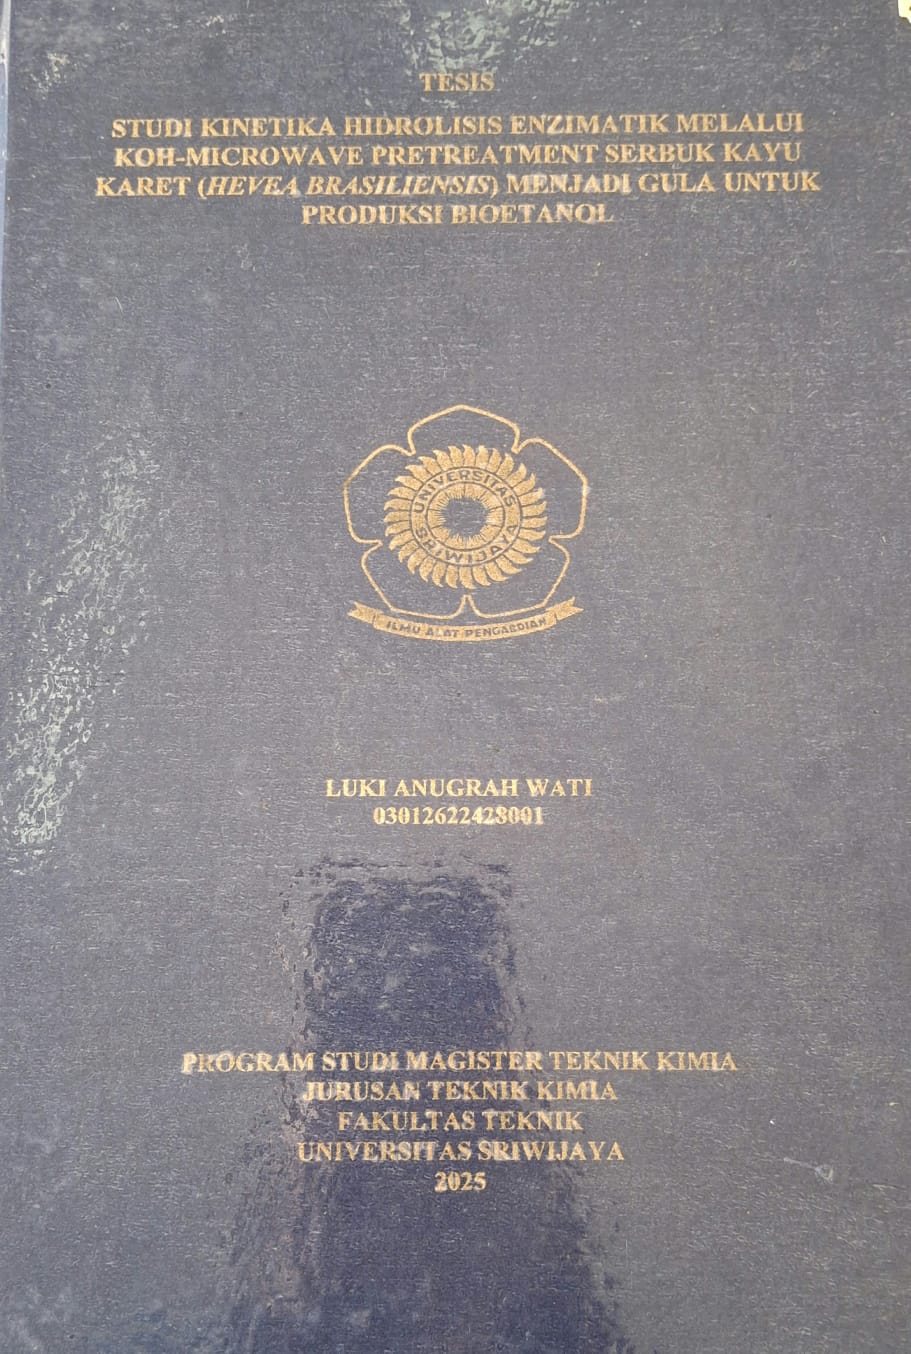 TESIS
STUDI KINETIKA HIDROLISIS ENZIMATIK MELALUI
KOH-MICROWAVE PRETREATMENT SERBUK KAYU
KARET (HEVEA BRASILIENSIS) MENJADI GULA UNTUK
PRODUKSI BIOETANOL
UNIVERSITAS
SRIWIJAYA
ILMU ALAT PENGABDIAN
LUKI ANUGRAH WATI
03012622428001
PROGRAM STUDI MAGISTER TEKNIK KIMIA
JURUSAN TEKNIK KIMIA
FAKULTAS TEKNIK
UNIVERSITAS SRIWIJAYA
2025